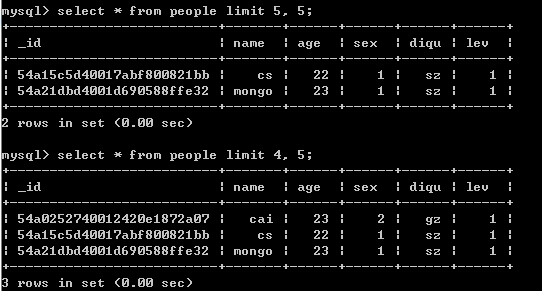 mysql> select * from people limit 5, 5;
+--------------------------+-------+------+------+------+------+
| _id                      | name  | age  | sex  | diqu | lev  |
+--------------------------+-------+------+------+------+------+
| 54a15c5d40017abf800821bb |    cs |   22 |    1 |   sz |    1 |
| 54a21dbd4001d690588ffe32 | mongo |   23 |    1 |   sz |    1 |
+--------------------------+-------+------+------+------+------+
2 rows in set (0.00 sec)
mysql> select * from people limit 4, 5;
+--------------------------+-------+------+------+------+------+
| _id                      | name  | age  | sex  | diqu | lev  |
+--------------------------+-------+------+------+------+------+
| 54a0252740012420e1872a07 |   cai |   23 |    2 |   gz |    1 |
| 54a15c5d40017abf800821bb |    cs |   22 |    1 |   sz |    1 |
| 54a21dbd4001d690588ffe32 | mongo |   23 |    1 |   sz |    1 |
+--------------------------+-------+------+------+------+------+
3 rows in set (0.00 sec)